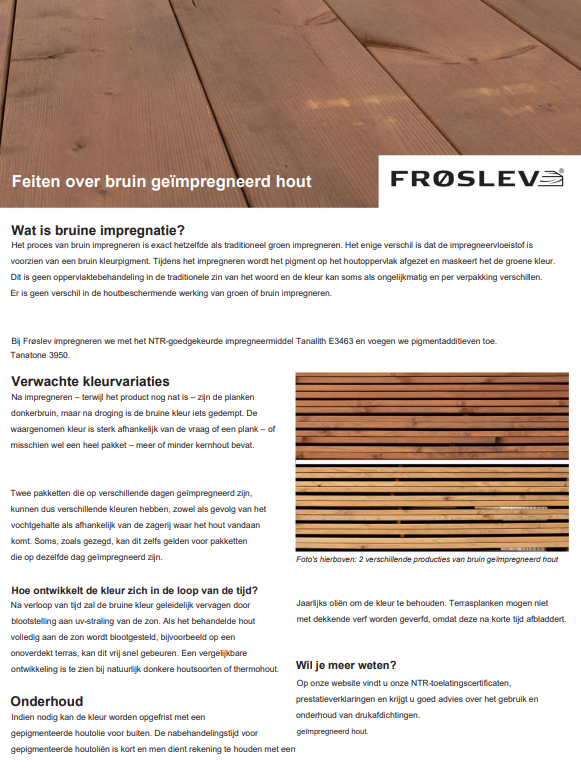 Feiten over bruin geïmpregneerd hout
FRØSLEV®
Wat is bruine impregnatie?
Het proces van bruin impregneren is exact hetzelfde als traditioneel groen impregneren. Het enige verschil is dat de impregneervloeistof is
voorzien van een bruin kleurpigment. Tijdens het impregneren wordt het pigment op het houtoppervlak afgezet en maskeert het de groene kleur.
Dit is geen oppervlaktebehandeling in de traditionele zin van het woord en de kleur kan soms als ongelijkmatig en per verpakking verschillen.
Er is geen verschil in de houtbeschermende werking van groen of bruin impregneren.
Bij Frøslev impregneren we met het NTR-goedgekeurde impregneermiddel Tanalith E3463 en voegen we pigmentadditieven toe.
Tanatone 3950.
Verwachte kleurvariaties
Na impregneren – terwijl het product nog nat is – zijn de planken
donkerbruin, maar na droging is de bruine kleur iets gedempt. De
waargenomen kleur is sterk afhankelijk van de vraag of een plank – of
misschien wel een heel pakket – meer of minder kernhout bevat.
Twee pakketten die op verschillende dagen geïmpregneerd zijn,
kunnen dus verschillende kleuren hebben, zowel als gevolg van het
vochtgehalte als afhankelijk van de zagerij waar het hout vandaan
komt. Soms, zoals gezegd, kan dit zelfs gelden voor pakketten
die op dezelfde dag geïmpregneerd zijn.
Foto's hierboven: 2 verschillende producties van bruin geïmpregneerd hout
Hoe ontwikkelt de kleur zich in de loop van de tijd?
Na verloop van tijd zal de bruine kleur geleidelijk vervagen door
blootstelling aan uv-straling van de zon. Als het behandelde hout
volledig aan de zon wordt blootgesteld, bijvoorbeeld op een
onoverdekt terras, kan dit vrij snel gebeuren. Een vergelijkbare
ontwikkeling is te zien bij natuurlijk donkere houtsoorten of thermohout.
Onderhoud
Indien nodig kan de kleur worden opgefrist met een
gepigmenteerde houtolie voor buiten. De nabehandelingstijd voor
gepigmenteerde houtoliën is kort en men dient rekening te houden met een
Jaarlijks oliën om de kleur te behouden. Terrasplanken mogen niet
met dekkende verf worden geverfd, omdat deze na korte tijd afbladdert.
Wil je meer weten?
Op onze website vindt u onze NTR-toelatingscertificaten,
prestatieverklaringen en krijgt u goed advies over het gebruik en
onderhoud van drukafdichtingen.
geïmpregneerd hout.